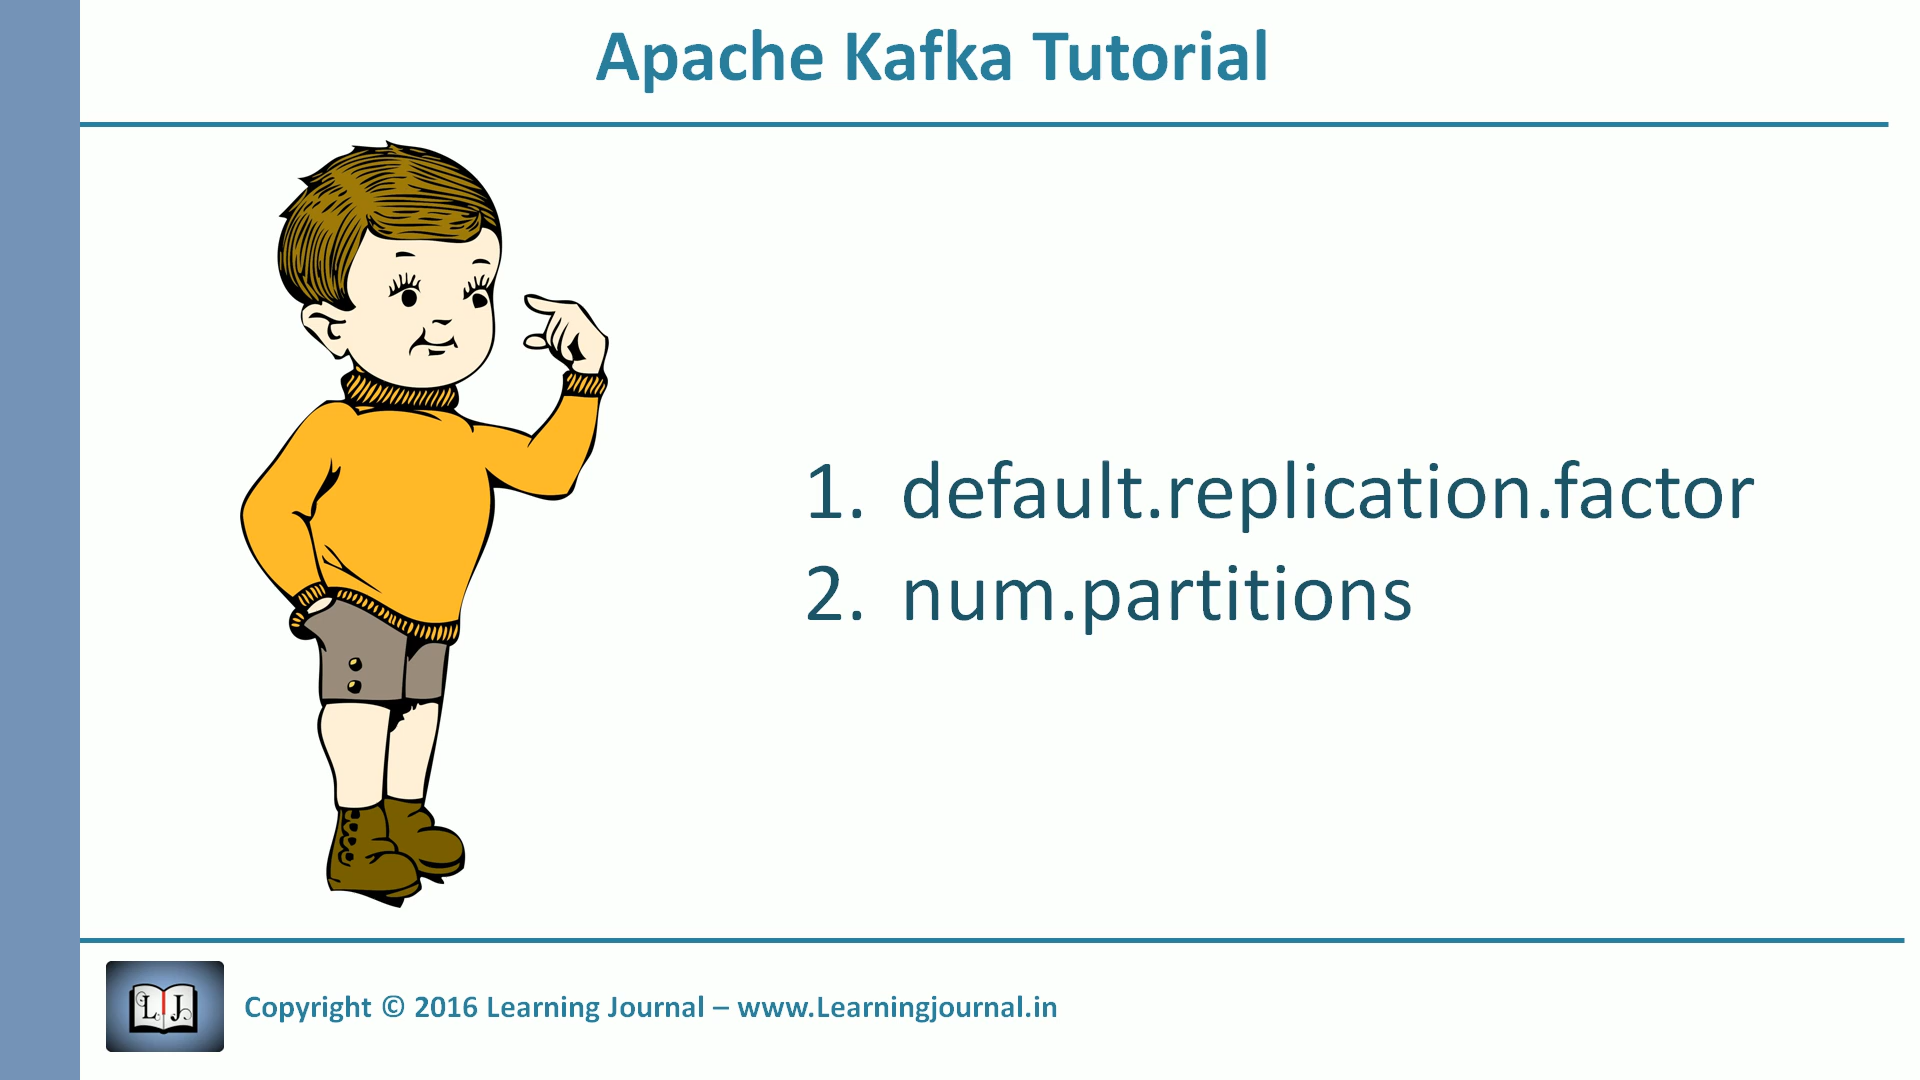 Apache Kafka Tutorial
1. default.replication.factor
2. num.partitions
L J
Copyright © 2016 Learning Journal – www.Learningjournal.in